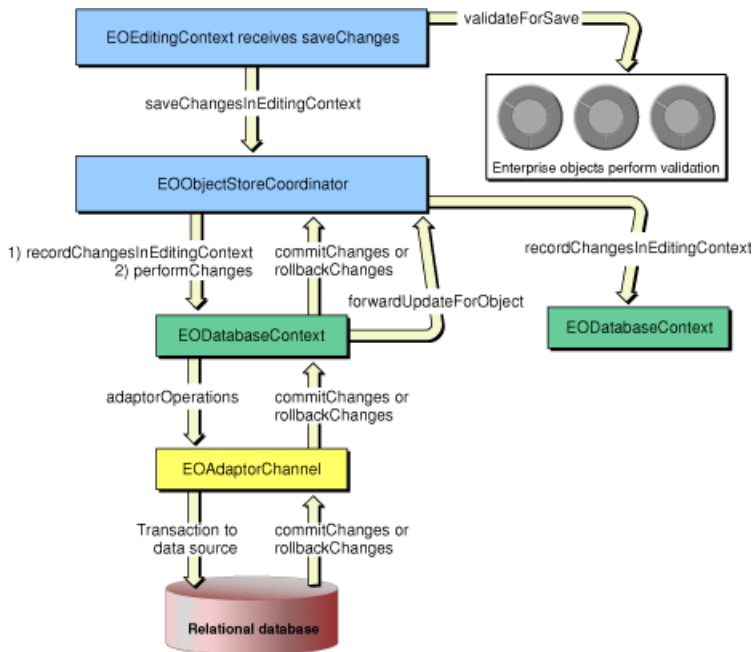 EOEditingContext receives saveChanges
validateForSave
saveChangesInEditingContext
Enterprise objects perform validation
EOObjectStoreCoordinator
1) recordChangesInEditingContext
2) performChanges
commitChanges or
rollbackChanges
recordChangesInEditingContext
forwardUpdateForObject
EODatabaseContext
EODatabaseContext
adaptorOperations
commitChanges or
rollbackChanges
EOAdaptorChannel
Transaction to
data source
commitChanges or
rollbackChanges
Relational database